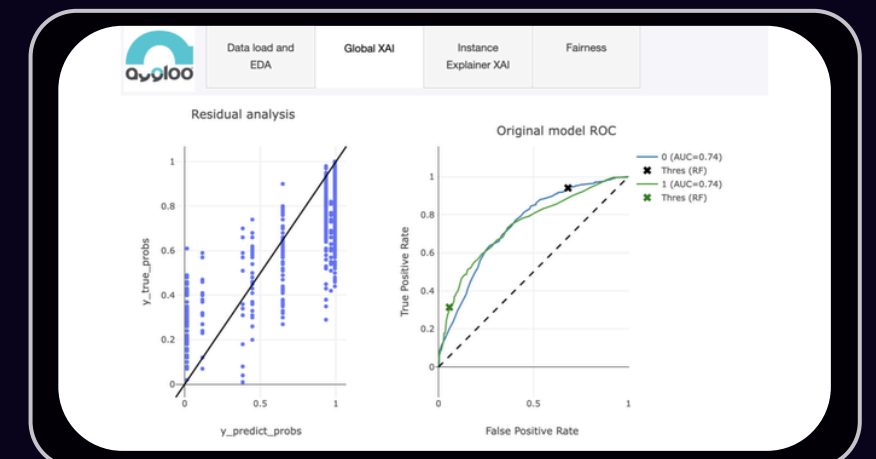 aygloo
Data load and
EDA
Global XAI
Instance
Explainer XAI
Fairness
Residual analysis
1
0.8
0.6
0.4
0.2
0
y_true_probs
0
0.5
1
y_predict_probs
Original model ROC
1
0.8
0.6
0.4
0.2
0
True Positive Rate
0
0.5
1
False Positive Rate
0 (AUC=0.74)
Thres (RF)
1 (AUC=0.74)
Thres (RF)